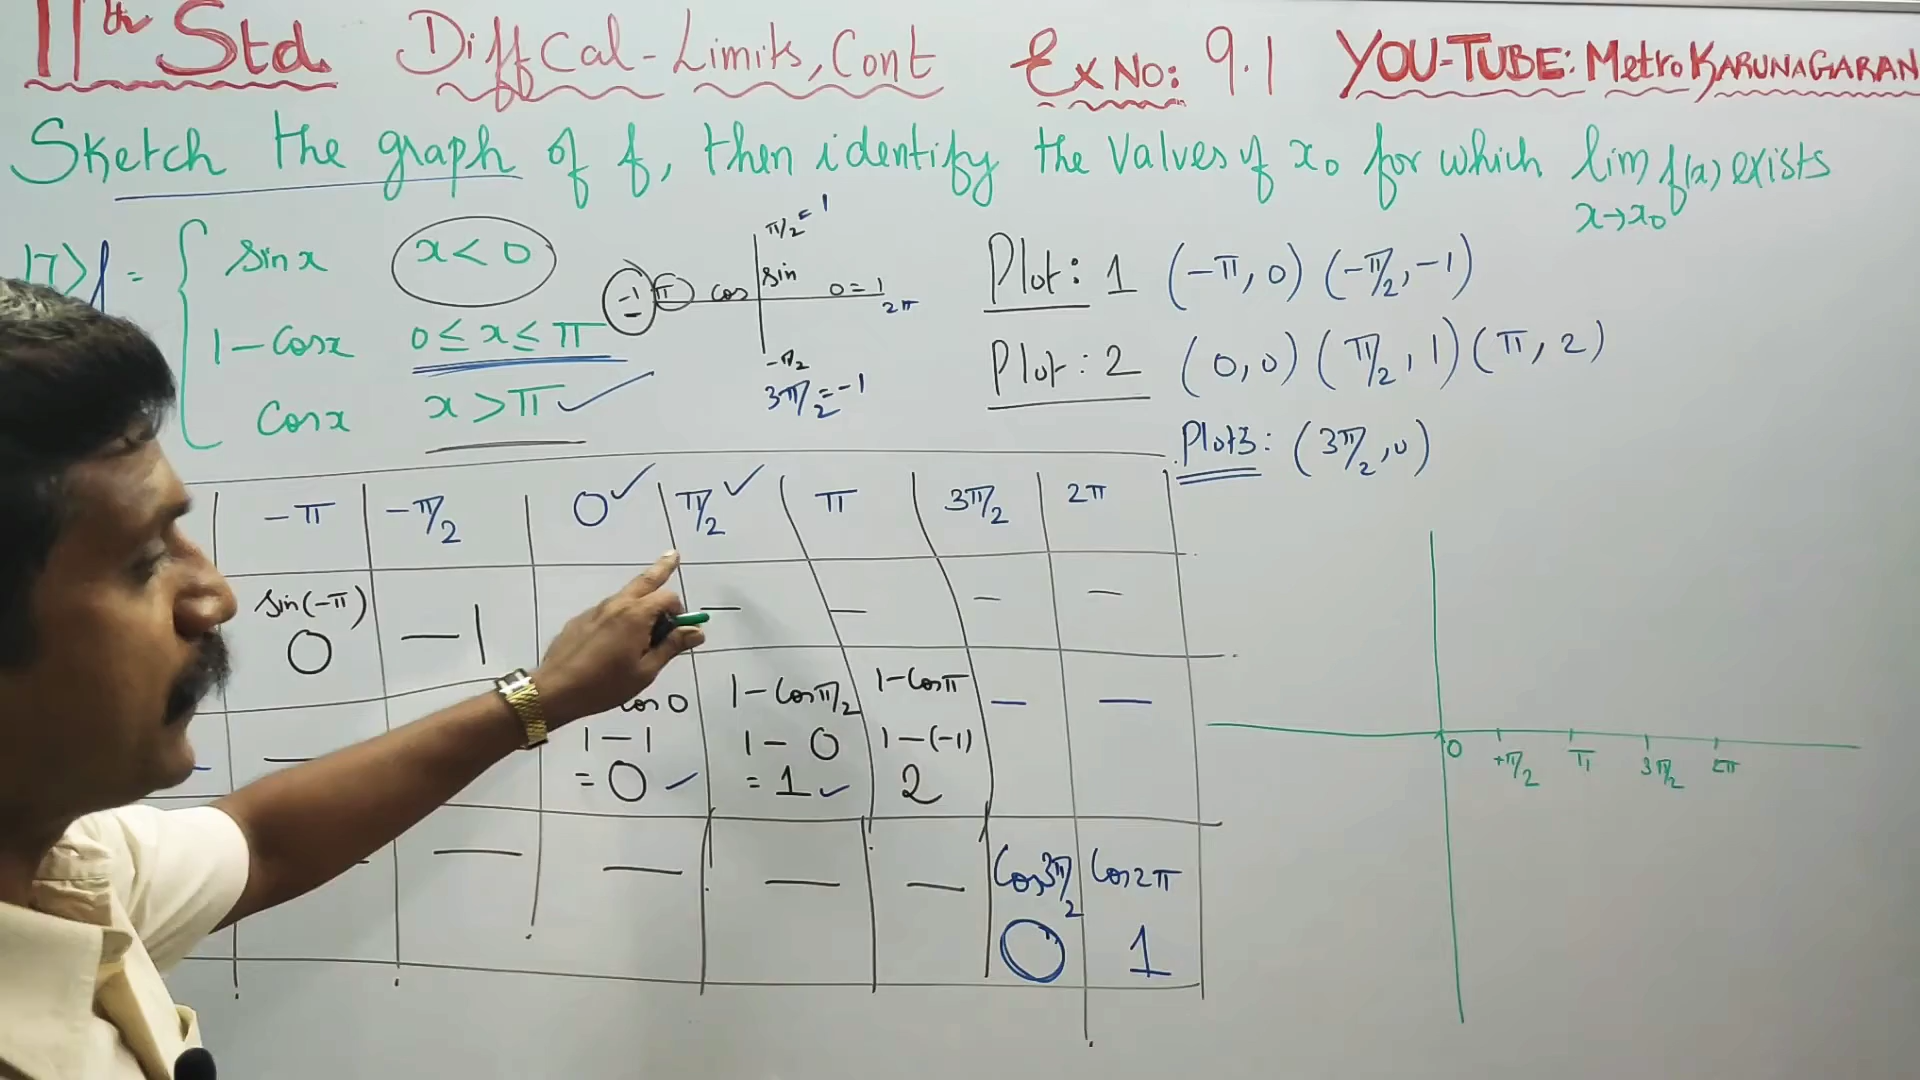 11th Std. Diff Cal - Limits, Cont Ex No: 9.1 YOU-TUBE: Metro KARUNAGARAN
Sketch the graph of f, then identify the values of x₀ for which lim f(x) exists
x→x₀
17) f = { sin x x < 0
1 - cos x 0 ≤ x ≤ π
cos x x > π ✓
π/2 = 1
sin
-1 π cos 0 = 1
2π
-π/2
3π/2 = -1
Plot: 1 (-π, 0) (-π/2, -1)
Plot: 2 (0, 0) (π/2, 1) (π, 2)
Plot3: (3π/2, 0)
-π -π/2 0 ✓ π/2 ✓ π 3π/2 2π
sin(-π) 0 -1 — — — —
cos 0 1 - 1 = 0 ✓ 1 - cos π/2 1 - 0 = 1 ✓ 1 - cos π 1 - (-1) 2 — —
— — — — cos 3π/2 0 cos 2π 1
0 +π/2 π 3π/2 2π